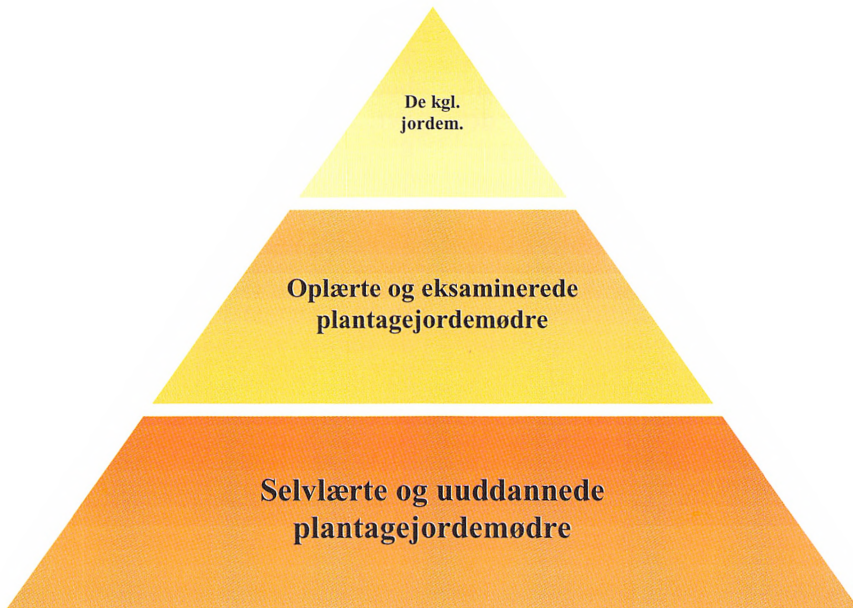 De kgl.
jordem.
Oplærte og eksaminerede
plantagejordemødre
Selvlærte og uuddannede
plantagejordemødre